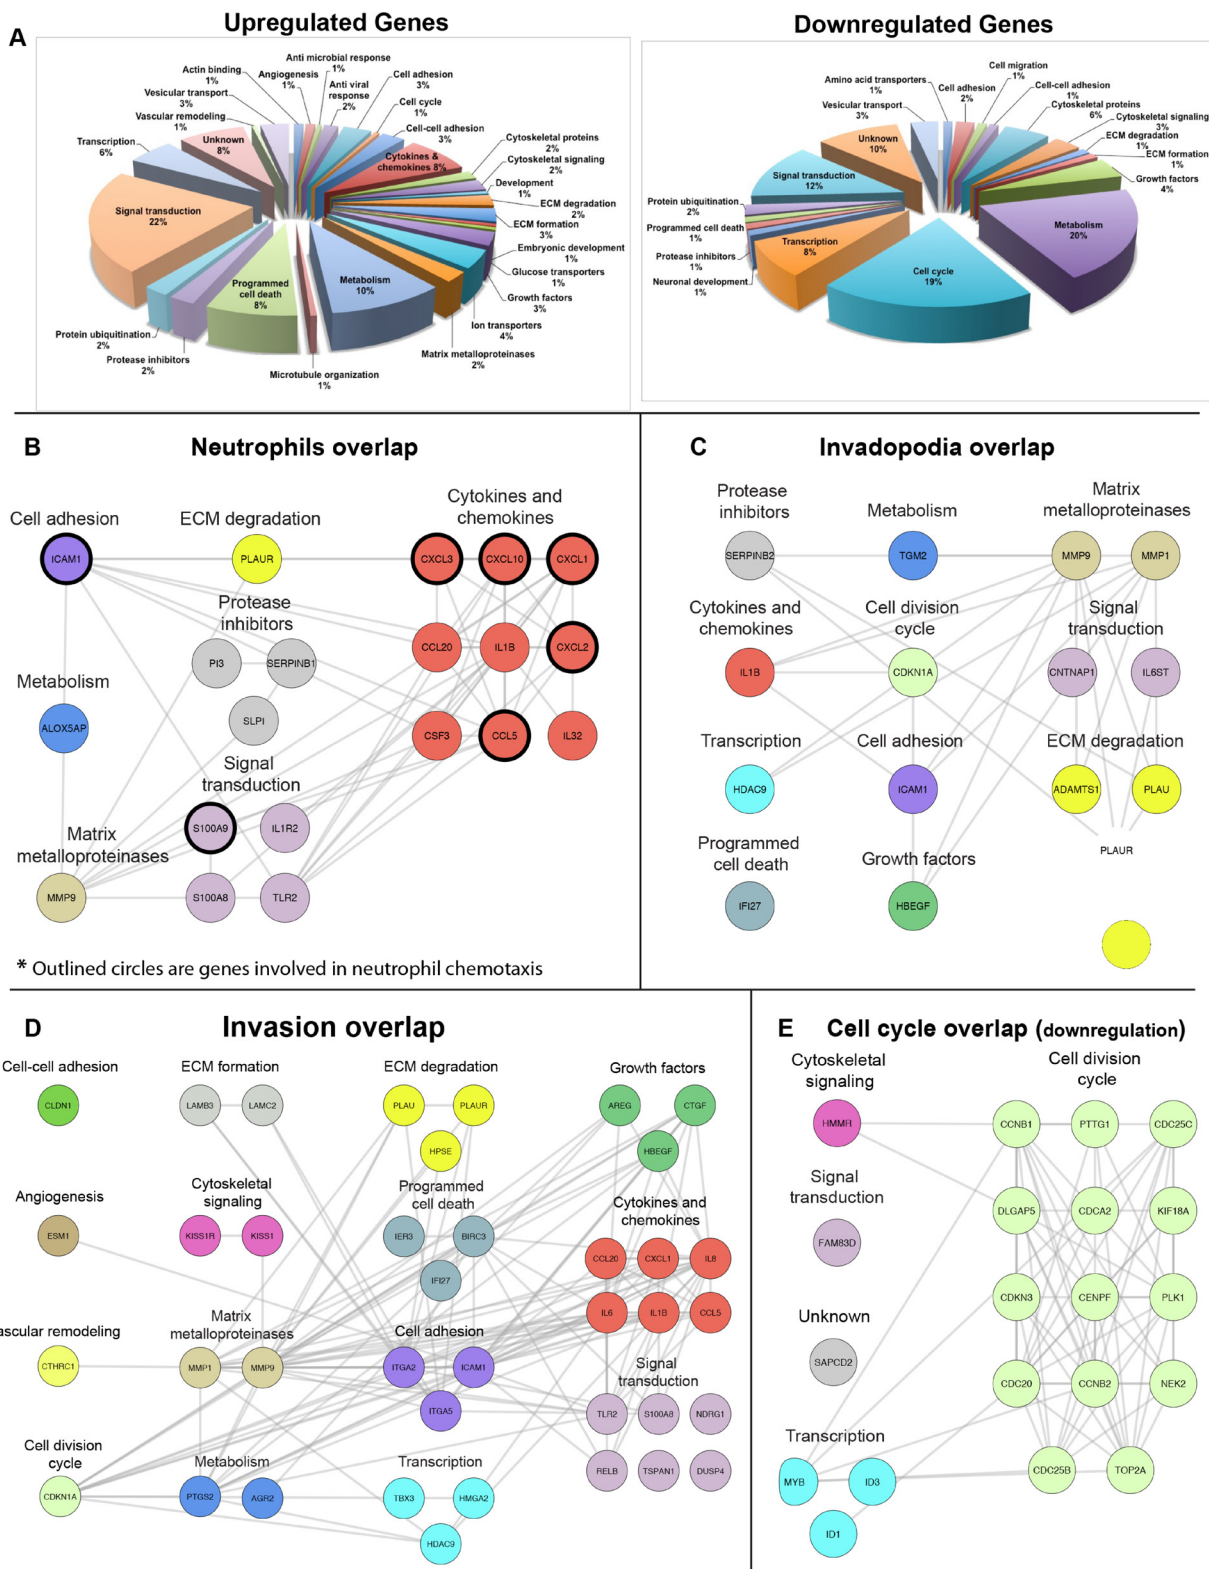 A
Upregulated Genes
Downregulated Genes
Anti microbial response
1%
Actin binding
1%
Angiogenesis
1%
Anti viral
response
2%
Cell adhesion
3%
Vesicular transport
3%
Cell cycle
1%
Vascular remodeling
1%
Cell-cell adhesion
3%
Transcription
6%
Unknown
8%
Cytokines &
chemokines 8%
Cytoskeletal proteins
2%
Cytoskeletal signaling
2%
Development
1%
ECM degradation
2%
ECM formation
3%
Embryonic development
1%
Glucose transporters
1%
Growth factors
3%
Ion transporters
4%
Matrix metalloproteinases
2%
Metabolism
10%
Microtubule organization
1%
Programmed
cell death
8%
Protease inhibitors
2%
Protein ubiquitination
2%
Signal transduction
22%
Cell migration
1%
Amino acid transporters
1%
Cell adhesion
2%
Cell-cell adhesion
1%
Vesicular transport
3%
Cytoskeletal proteins
6%
Cytoskeletal signaling
3%
Unknown
10%
ECM degradation
1%
ECM formation
1%
Growth factors
4%
Signal transduction
12%
Protein ubiquitination
2%
Programmed cell death
1%
Protease inhibitors
1%
Neuronal development
1%
Transcription
8%
Metabolism
20%
Cell cycle
19%
B
Neutrophils overlap
Cell adhesion
ECM degradation
Cytokines and
chemokines
ICAM1
PLAUR
CXCL3
CXCL10
CXCL1
Protease
inhibitors
PI3
SERPINB1
SLPI
CCL20
IL1B
CXCL2
Metabolism
ALOX5AP
CSF3
CCL5
IL32
Signal
transduction
S100A9
IL1R2
Matrix
metalloproteinases
MMP9
S100A8
TLR2
* Outlined circles are genes involved in neutrophil chemotaxis
C
Invadopodia overlap
Protease
inhibitors
Metabolism
Matrix
metalloproteinases
SERPINB2
TGM2
MMP9
MMP1
Cytokines and
chemokines
Cell division
cycle
Signal
transduction
IL1B
CDKN1A
CNTNAP1
IL6ST
Transcription
Cell adhesion
ECM degradation
HDAC9
ICAM1
ADAMTS1
PLAU
PLAUR
Programmed
cell death
Growth factors
IFI27
HBEGF
D
Invasion overlap
Cell-cell adhesion
ECM formation
ECM degradation
Growth factors
CLDN1
LAMB3
LAMC2
PLAU
PLAUR
AREG
CTGF
HPSE
HBEGF
Angiogenesis
Cytoskeletal
signaling
Programmed
cell death
Cytokines and
chemokines
ESM1
KISS1R
KISS1
IER3
BIRC3
IFI27
CCL20
CXCL1
IL8
IL6
IL1B
CCL5
ascular remodeling
Matrix
metalloproteinases
Cell adhesion
CTHRC1
MMP1
MMP9
ITGA2
ICAM1
ITGA5
Signal
transduction
TLR2
S100A8
NDRG1
RELB
TSPAN1
DUSP4
Cell division
cycle
Metabolism
Transcription
CDKN1A
PTGS2
AGR2
TBX3
HMGA2
HDAC9
E
Cell cycle overlap (downregulation)
Cytoskeletal
signaling
Cell division
cycle
HMMR
CCNB1
PTTG1
CDC25C
Signal
transduction
FAM83D
DLGAP5
CDCA2
KIF18A
Unknown
SAPCD2
CDKN3
CENPF
PLK1
CDC20
CCNB2
NEK2
Transcription
MYB
ID3
ID1
CDC25B
TOP2A